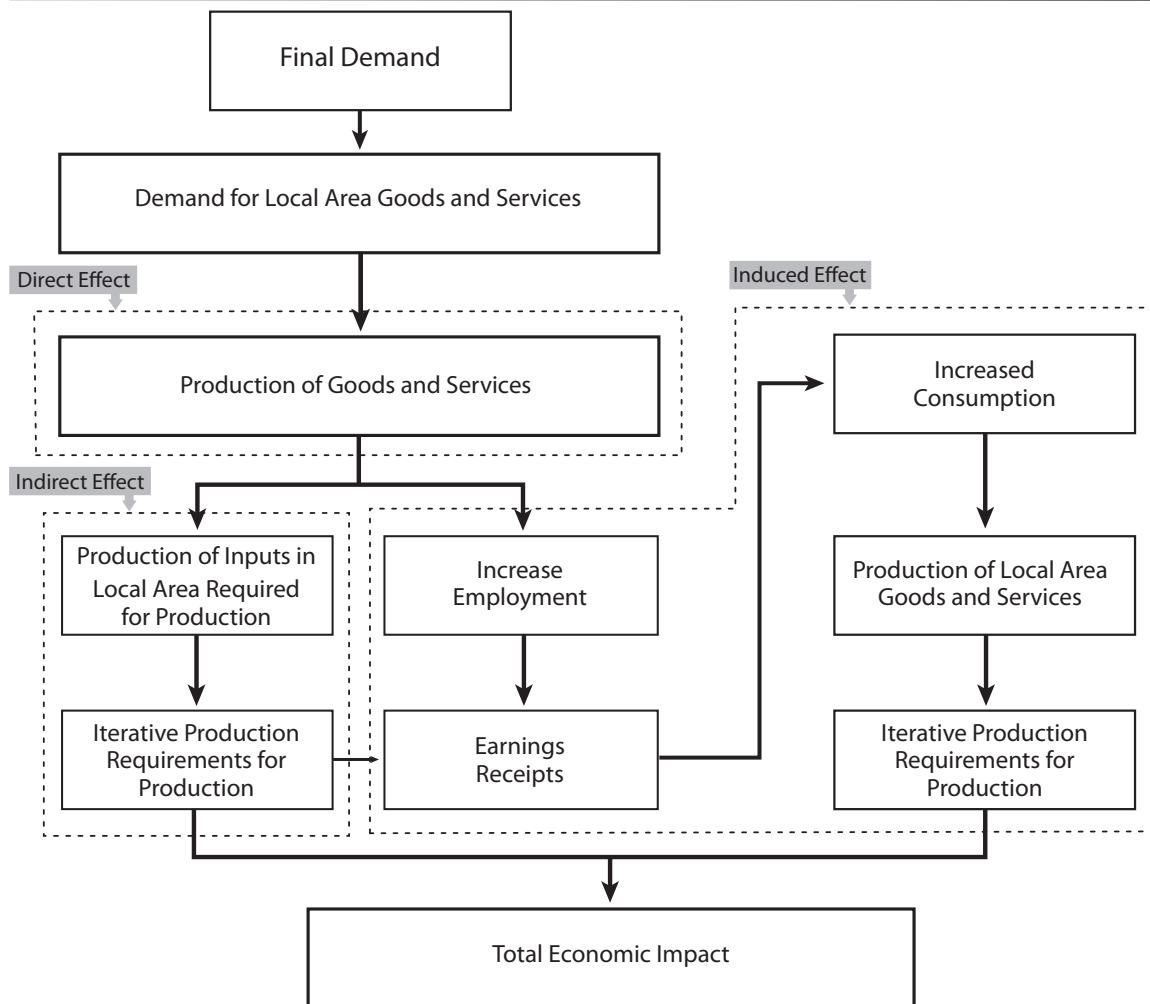 Final Demand
Demand for Local Area Goods and Services
Direct Effect
Induced Effect
Production of Goods and Services
Increased
Consumption
Indirect Effect
Production of Inputs in
Local Area Required
for Production
Increase
Employment
Production of Local Area
Goods and Services
Iterative Production
Requirements for
Production
Earnings
Receipts
Iterative Production
Requirements for
Production
Total Economic Impact